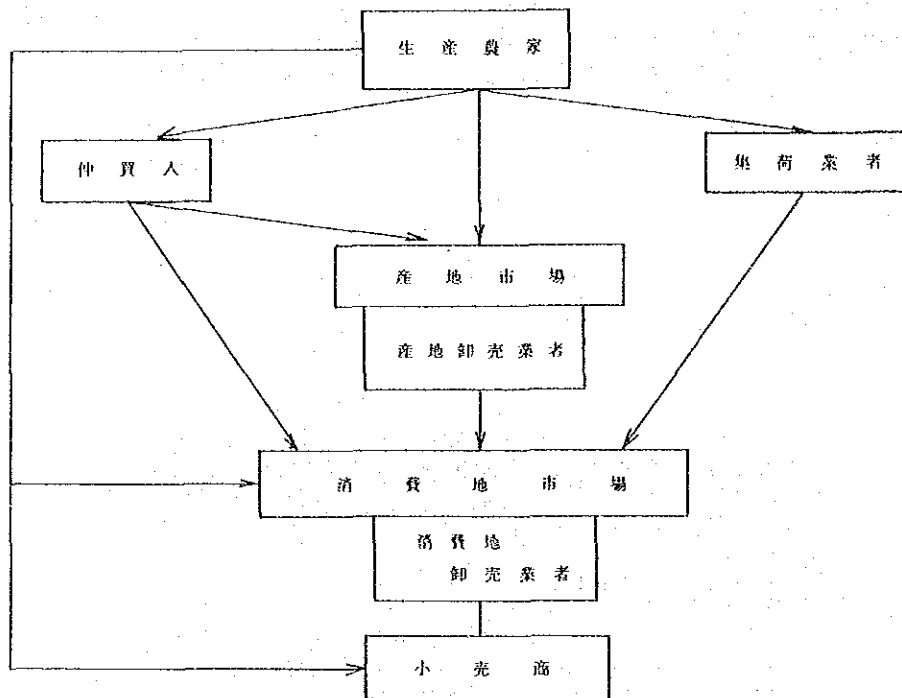 生産農家
仲買人
集荷業者
産地市場
産地卸売業者
消費地市場
消費地
卸売業者
小売商